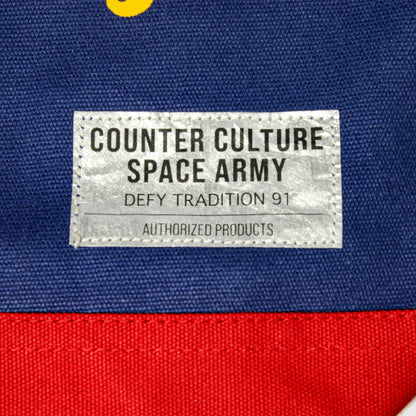 COUNTER CULTURE
SPACE ARMY
DEFY TRADITION 91
AUTHORIZED PRODUCTS